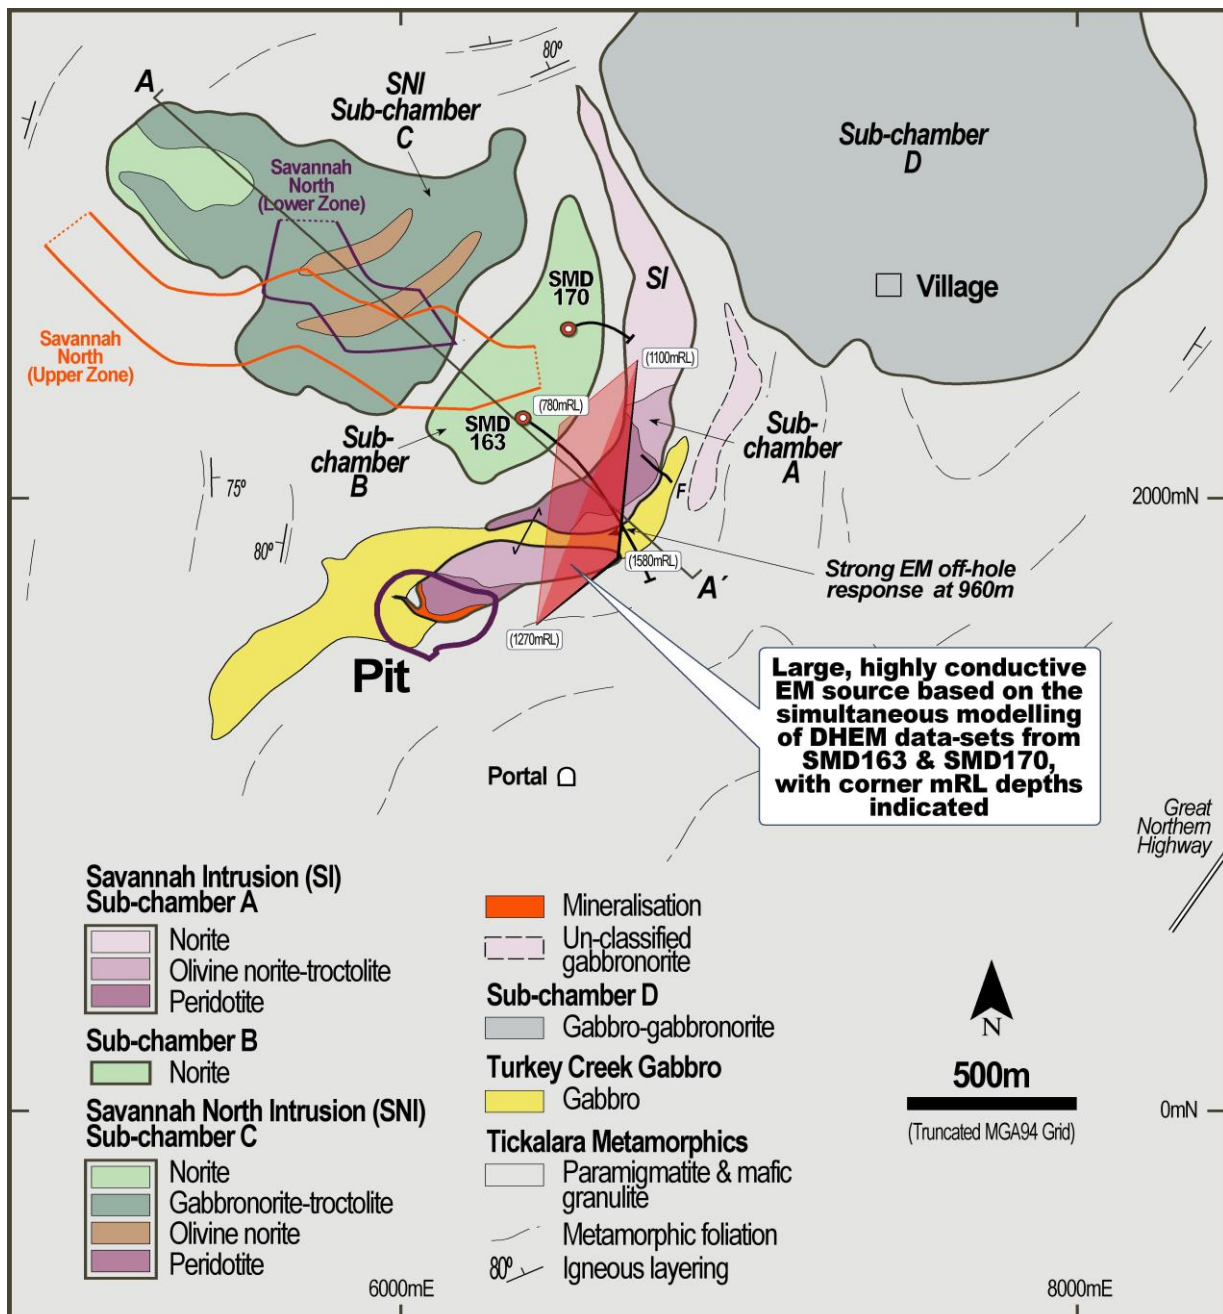 A
SNI
Sub-chamber
C
80º
Sub-chamber
D
Savannah
North
(Lower Zone)
SMD
170
SI
Village
Savannah
North
(Upper Zone)
(1100mRL)
(780mRL)
SMD
163
Sub-
chamber
B
Sub-
chamber
A
75º
F
2000mN
80º
(1580mRL)
A´
Strong EM off-hole
response at 960m
(1270mRL)
Pit
Large, highly conductive
EM source based on the
simultaneous modelling
of DHEM data-sets from
SMD163 & SMD170,
with corner mRL depths
indicated
Portal
Great
Northern
Highway
Savannah Intrusion (SI)
Sub-chamber A
Norite
Olivine norite-troctolite
Peridotite
Sub-chamber B
Norite
Savannah North Intrusion (SNI)
Sub-chamber C
Norite
Gabbronorite-troctolite
Olivine norite
Peridotite
Mineralisation
Un-classified
gabbronorite
Sub-chamber D
Gabbro-gabbronorite
Turkey Creek Gabbro
Gabbro
Tickalara Metamorphics
Paramigmatite & mafic
granulite
Metamorphic foliation
80º
Igneous layering
N
500m
(Truncated MGA94 Grid)
0mN
6000mE
8000mE